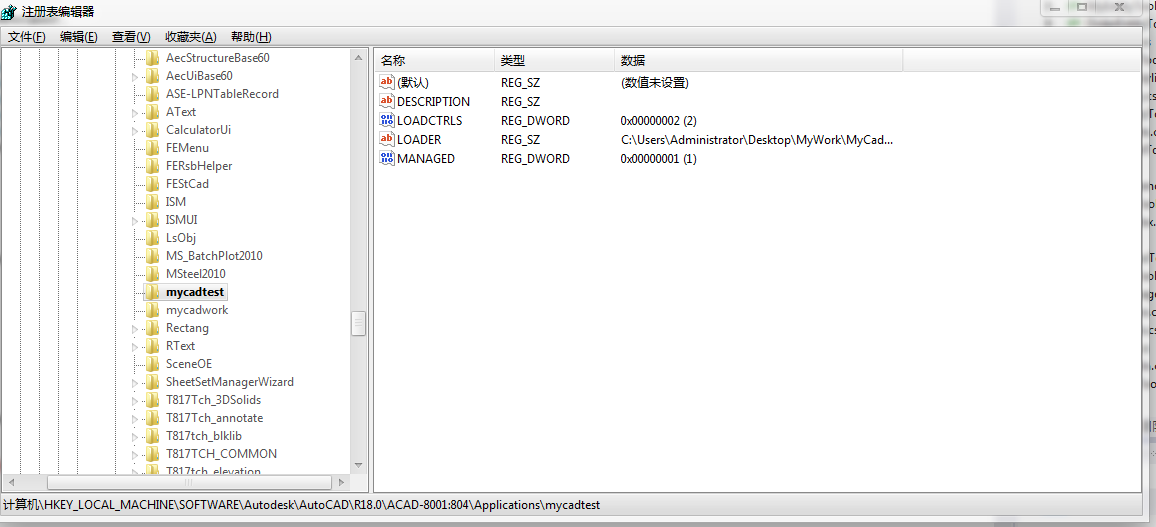 注册表编辑器
文件(F) 编辑(E) 查看(V) 收藏夹(A) 帮助(H)
AecStructureBase60
AecUiBase60
ASE-LPNTableRecord
AText
CalculatorUi
FEMenu
FERsbHelper
FEStCad
ISM
ISMUI
LsObj
MS_BatchPlot2010
MSteel2010
mycadtest
mycadwork
Rectang
RText
SceneOE
SheetSetManagerWizard
T817Tch_3DSolids
T817Tch_annotate
T817tch_blklib
T817TCH_COMMON
T817tch_elevation
名称 类型 数据
(默认) REG_SZ (数值未设置)
DESCRIPTION REG_SZ
LOADCTRLS REG_DWORD 0x00000002 (2)
LOADER REG_SZ C:\Users\Administrator\Desktop\MyWork\MyCad...
MANAGED REG_DWORD 0x00000001 (1)
计算机\HKEY_LOCAL_MACHINE\SOFTWARE\Autodesk\AutoCAD\R18.0\ACAD-8001:804\Applications\mycadtest